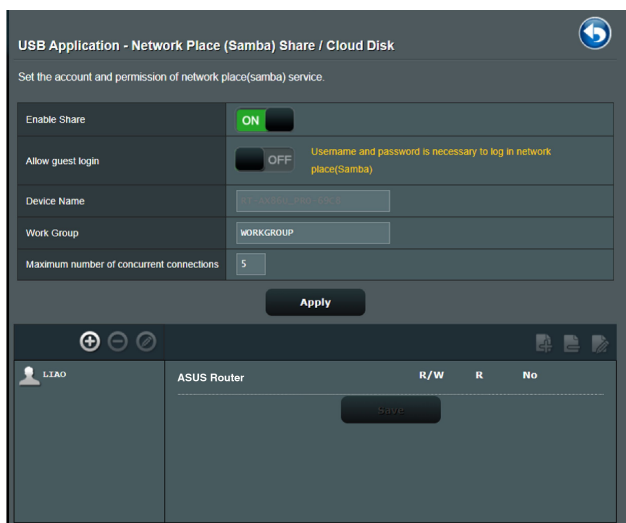 USB Application - Network Place (Samba) Share / Cloud Disk
Set the account and permission of network place(samba) service.
Enable Share
ON
Allow guest login
OFF
Username and password is necessary to log in network
place(Samba)
Device Name
Work Group
WORKGROUP
Maximum number of concurrent connections
5
Apply
LIAO
ASUS Router R/W R No
Save